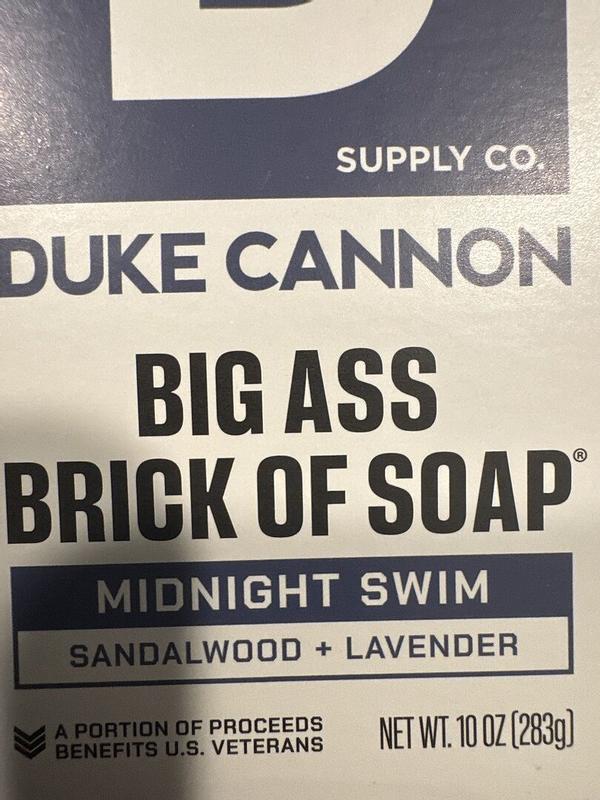 SUPPLY CO.
DUKE CANNON
BIG ASS
BRICK OF SOAP®
MIDNIGHT SWIM
SANDALWOOD + LAVENDER
A PORTION OF PROCEEDS
BENEFITS U.S. VETERANS
NET WT. 10 OZ (283g)